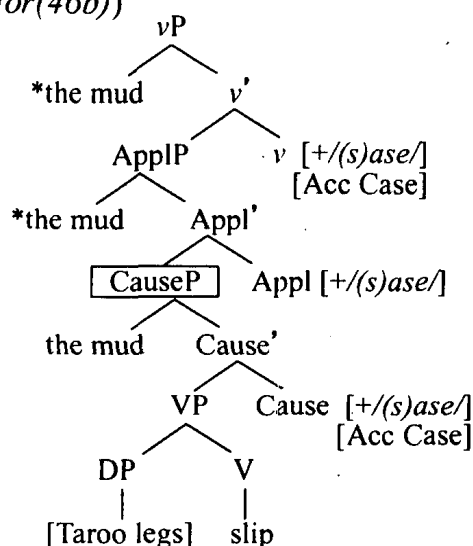 or(46b))
vP
*the mud v'
ApplP v [+/(s)ase/]
[Acc Case]
*the mud Appl'
CauseP Appl [+/(s)ase/]
the mud Cause'
VP Cause [+/(s)ase/]
[Acc Case]
DP V
[Taroo legs] slip